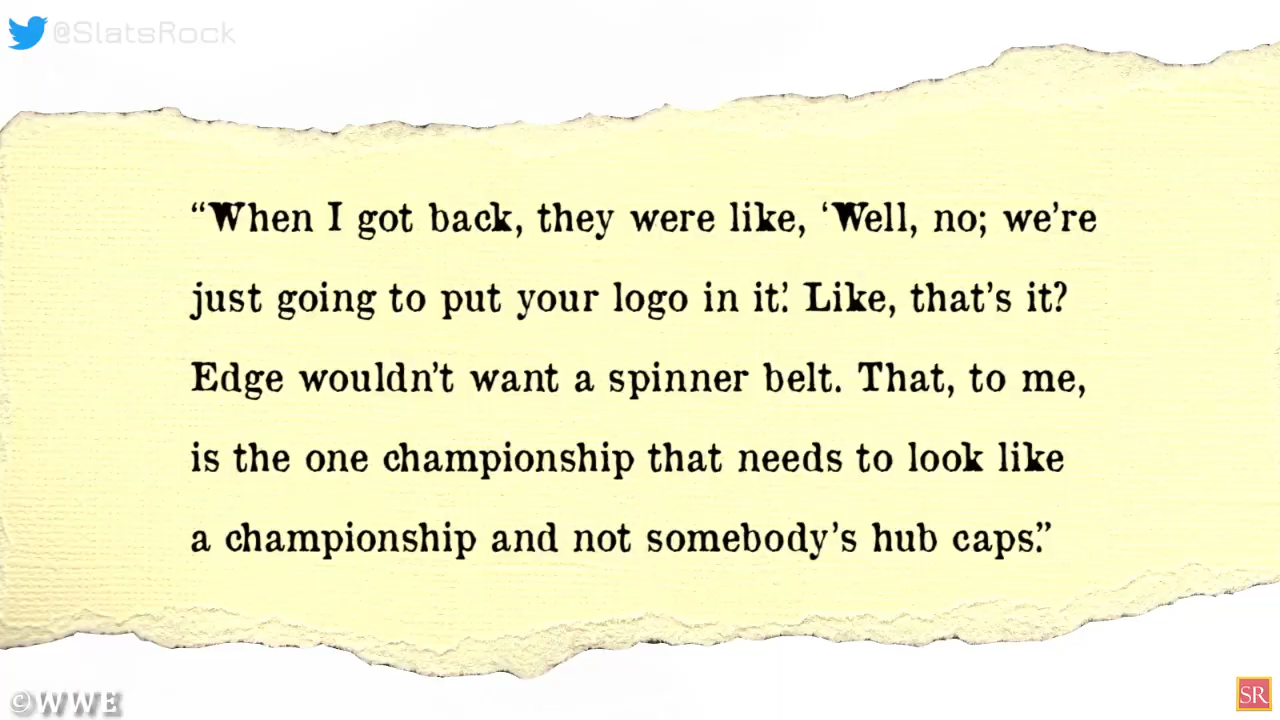 @SlatsRock
“When I got back, they were like, ‘Well, no; we’re
just going to put your logo in it’. Like, that’s it?
Edge wouldn’t want a spinner belt. That, to me,
is the one championship that needs to look like
a championship and not somebody’s hub caps.”
©WWE
SR